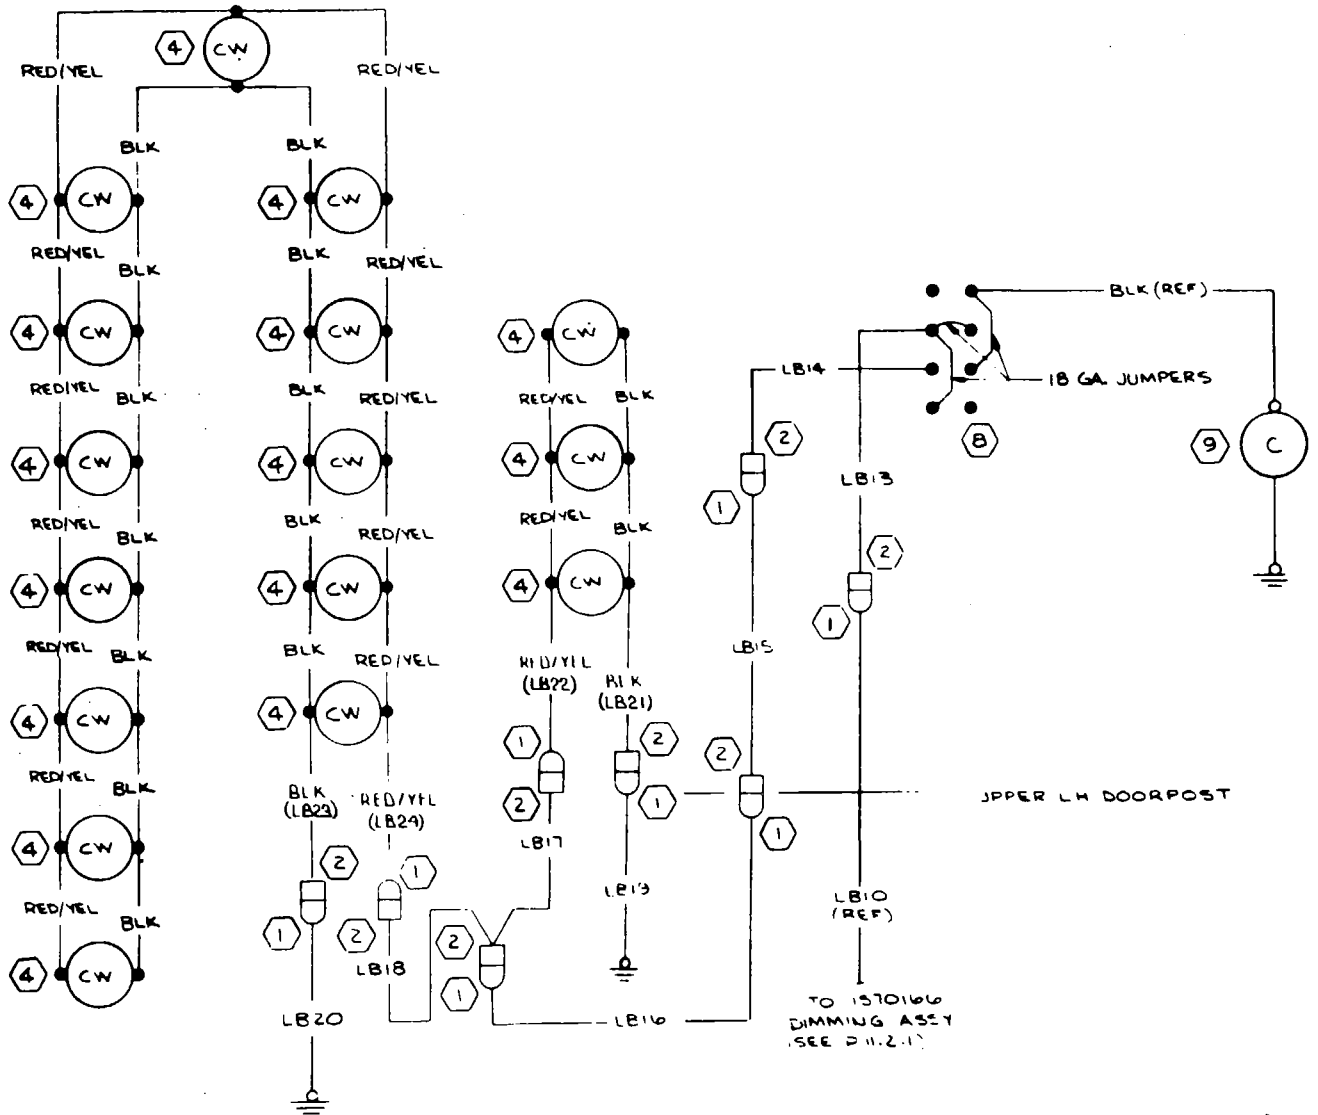 4
CW
RED/YEL
RED/YEL
BLK
BLK
4
CW
4
CW
RED/YEL
BLK
BLK
RED/YEL
4
CW
4
CW
4
CW
RED/YEL
BLK
BLK
RED/YEL
RED/YEL
BLK
4
CW
4
CW
4
CW
RED/YEL
BLK
BLK
RED/YEL
RED/YEL
BLK
4
CW
4
CW
4
CW
RED/YEL
BLK
BLK
RED/YEL
RED/YEL
(LB22)
BLK
(LB21)
4
CW
4
CW
RED/YEL
BLK
BLK
(LB23)
RED/YEL
(LB24)
4
CW
RED/YEL
BLK
4
CW
BLK (REF)
LB14
18 GA. JUMPERS
8
9
C
2
1
LB13
2
1
LB15
1
2
2
1
2
1
UPPER LH DOORPOST
LB17
2
1
1
2
LB20
LB18
2
1
LB16
LB10
(REF)
TO 1570166
DIMMING ASSY